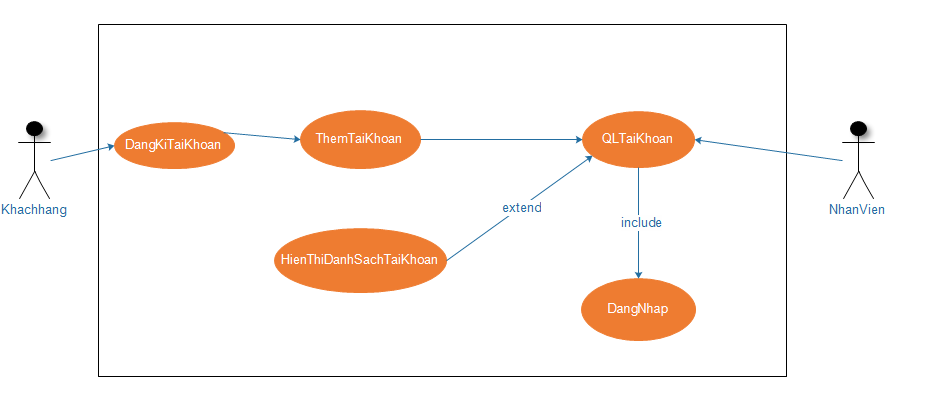 DangKiTaiKhoan
ThemTaiKhoan
QLTaiKhoan
Khachhang
NhanVien
extend
include
HienThiDanhSachTaiKhoan
DangNhap